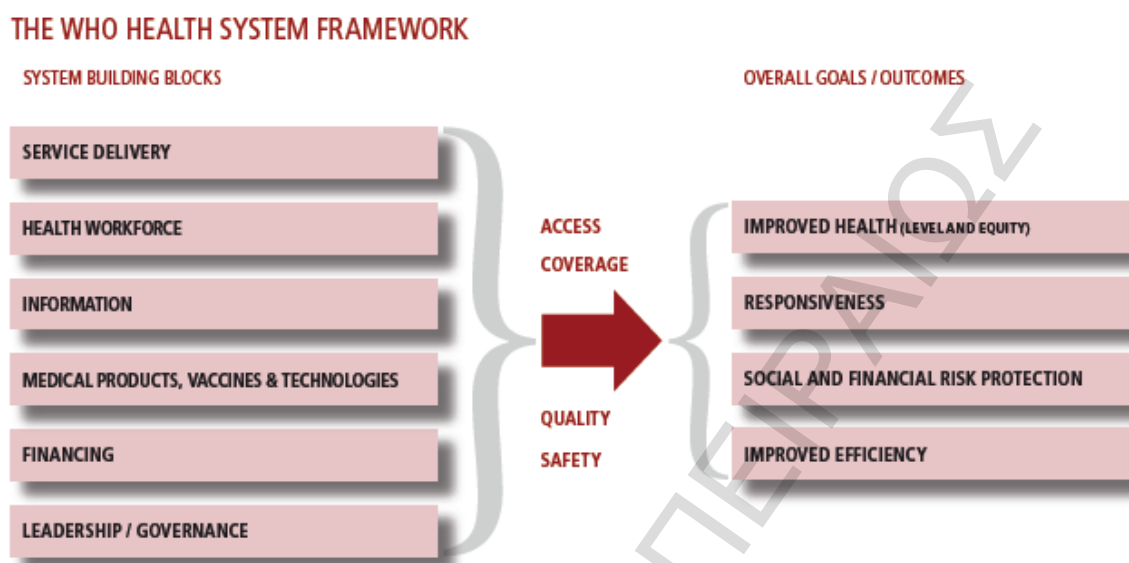 THE WHO HEALTH SYSTEM FRAMEWORK
SYSTEM BUILDING BLOCKS
SERVICE DELIVERY
HEALTH WORKFORCE
INFORMATION
MEDICAL PRODUCTS, VACCINES & TECHNOLOGIES
FINANCING
LEADERSHIP / GOVERNANCE
ACCESS
COVERAGE
QUALITY
SAFETY
OVERALL GOALS / OUTCOMES
IMPROVED HEALTH (LEVEL AND EQUITY)
RESPONSIVENESS
SOCIAL AND FINANCIAL RISK PROTECTION
IMPROVED EFFICIENCY
ΠΕΙΡΑΙΩΣ